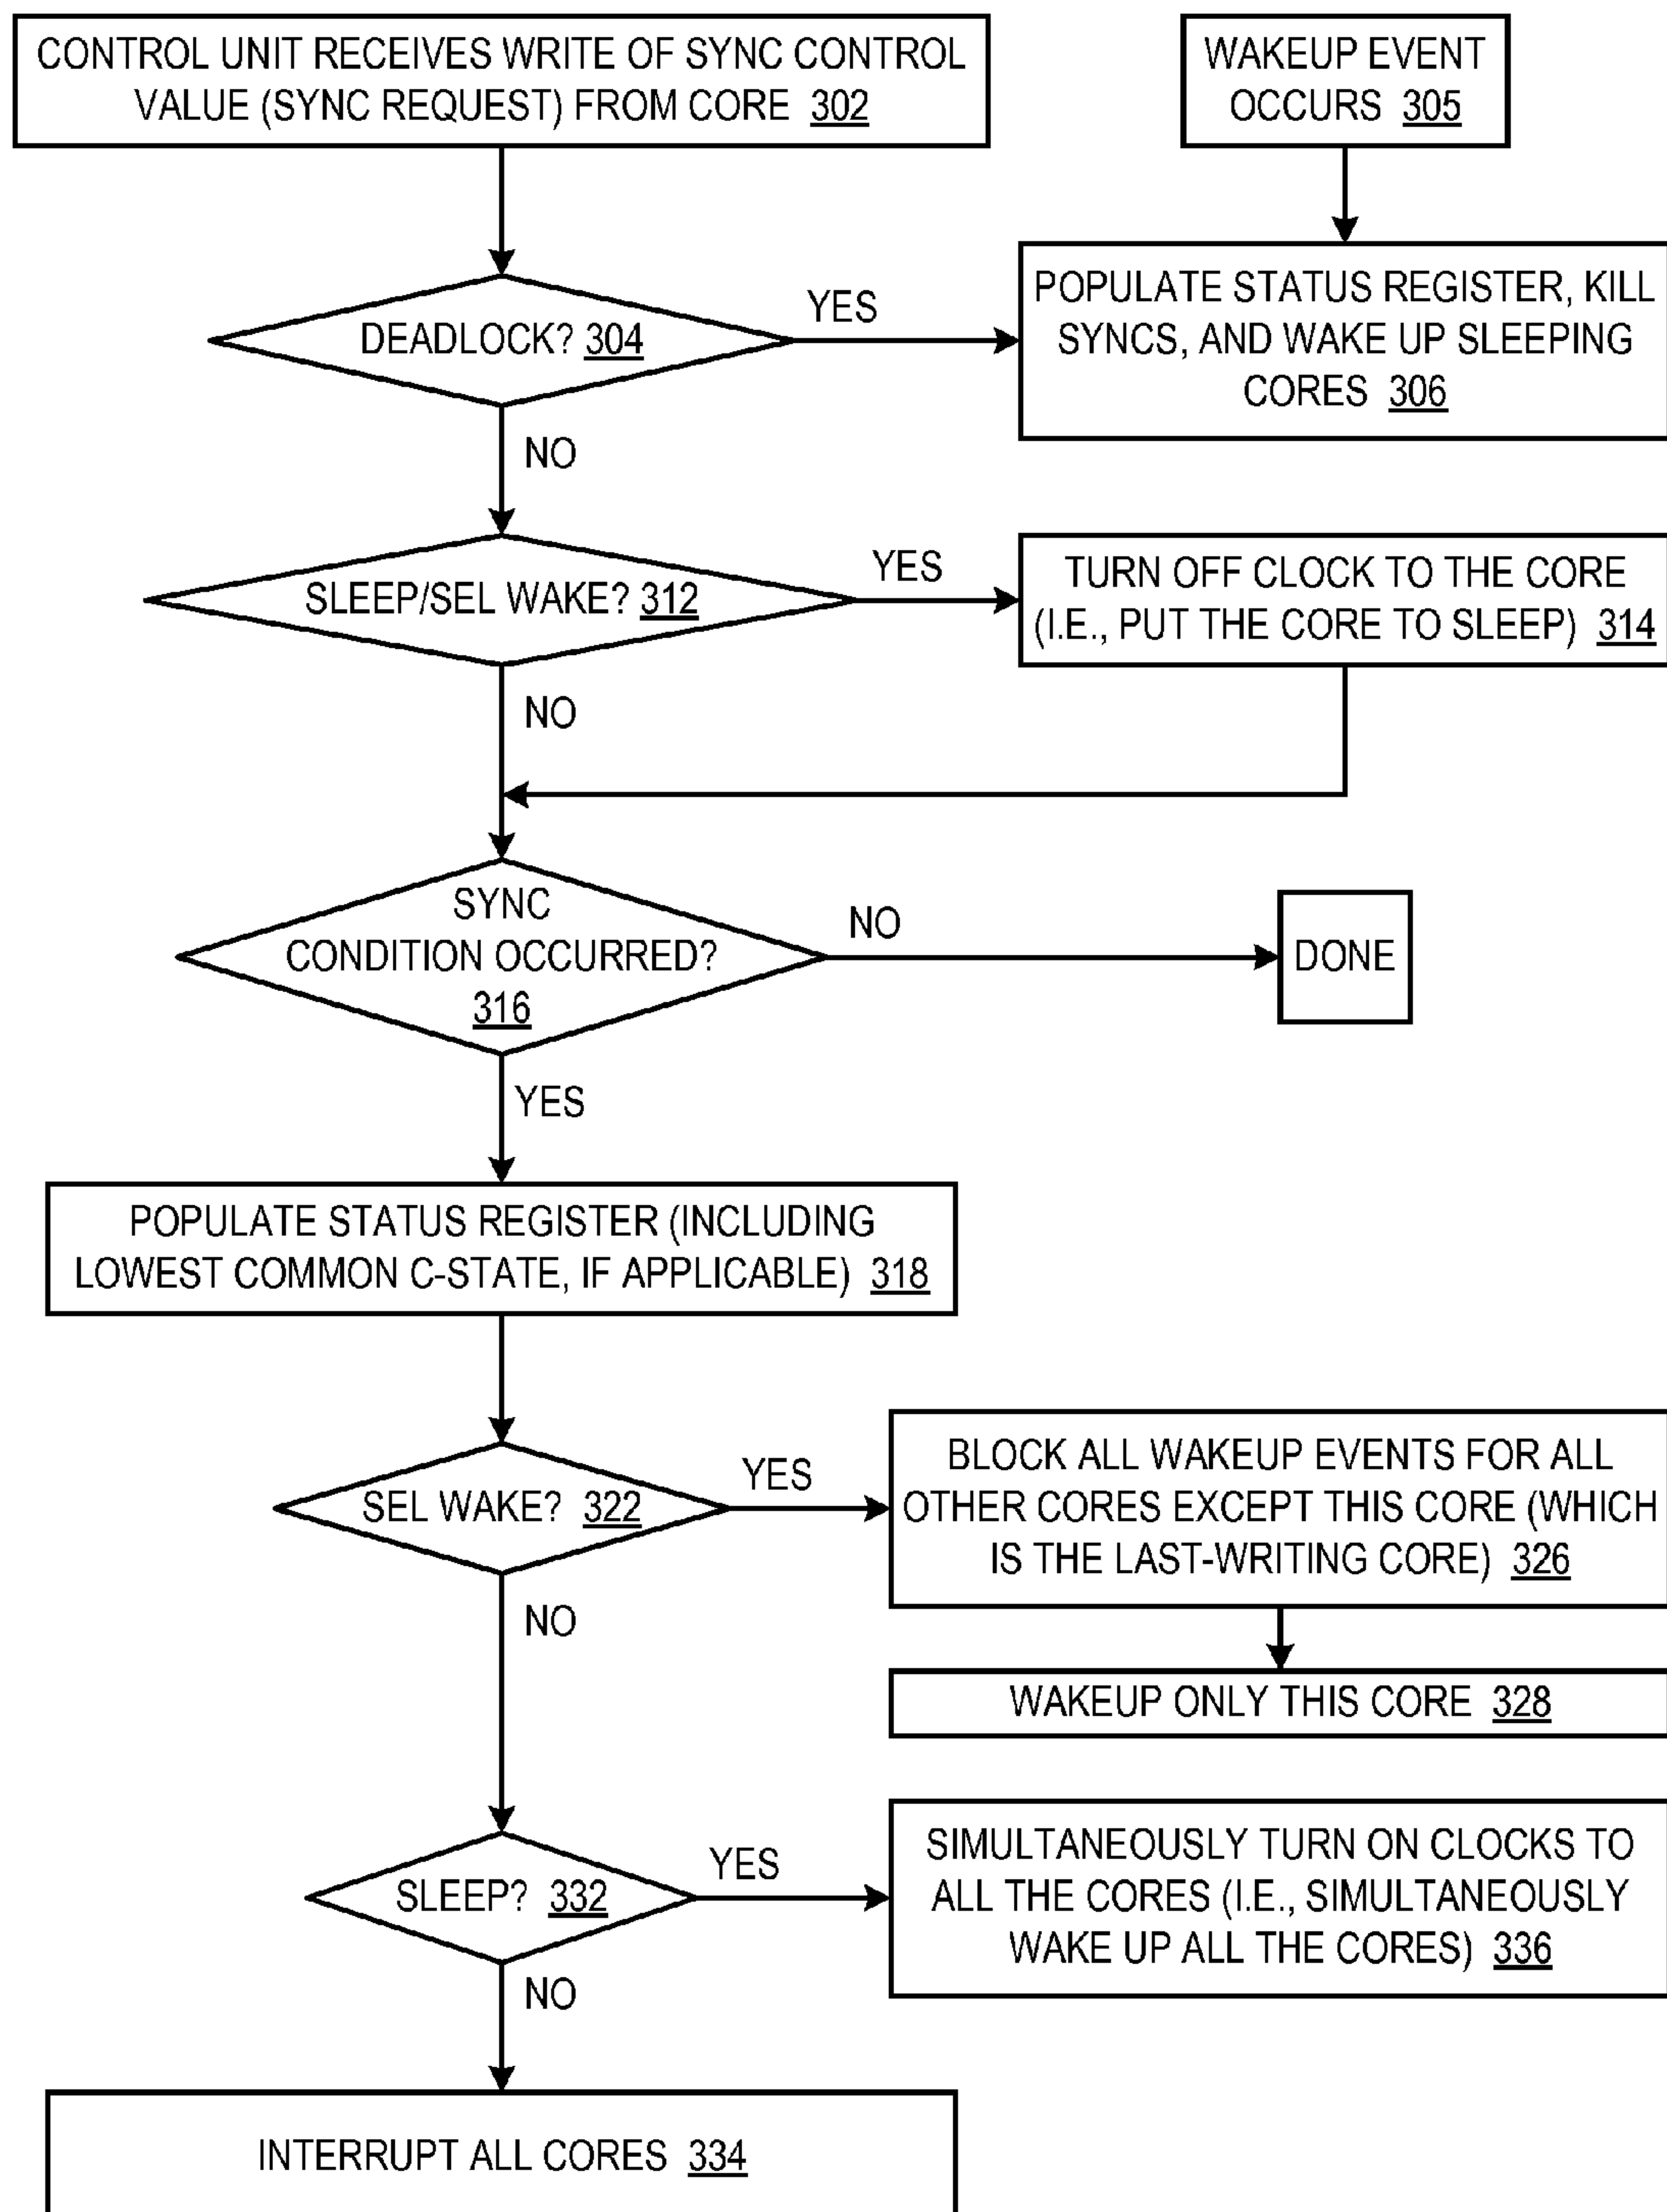 CONTROL UNIT RECEIVES WRITE OF SYNC CONTROL
VALUE (SYNC REQUEST) FROM CORE 302
WAKEUP EVENT
OCCURS 305
DEADLOCK? 304
YES
POPULATE STATUS REGISTER, KILL
SYNCS, AND WAKE UP SLEEPING
CORES 306
NO
SLEEP/SEL WAKE? 312
YES
TURN OFF CLOCK TO THE CORE
(I.E., PUT THE CORE TO SLEEP) 314
NO
SYNC
CONDITION OCCURRED?
316
NO
DONE
YES
POPULATE STATUS REGISTER (INCLUDING
LOWEST COMMON C-STATE, IF APPLICABLE) 318
SEL WAKE? 322
YES
BLOCK ALL WAKEUP EVENTS FOR ALL
OTHER CORES EXCEPT THIS CORE (WHICH
IS THE LAST-WRITING CORE) 326
NO
WAKEUP ONLY THIS CORE 328
SLEEP? 332
YES
SIMULTANEOUSLY TURN ON CLOCKS TO
ALL THE CORES (I.E., SIMULTANEOUSLY
WAKE UP ALL THE CORES) 336
NO
INTERRUPT ALL CORES 334